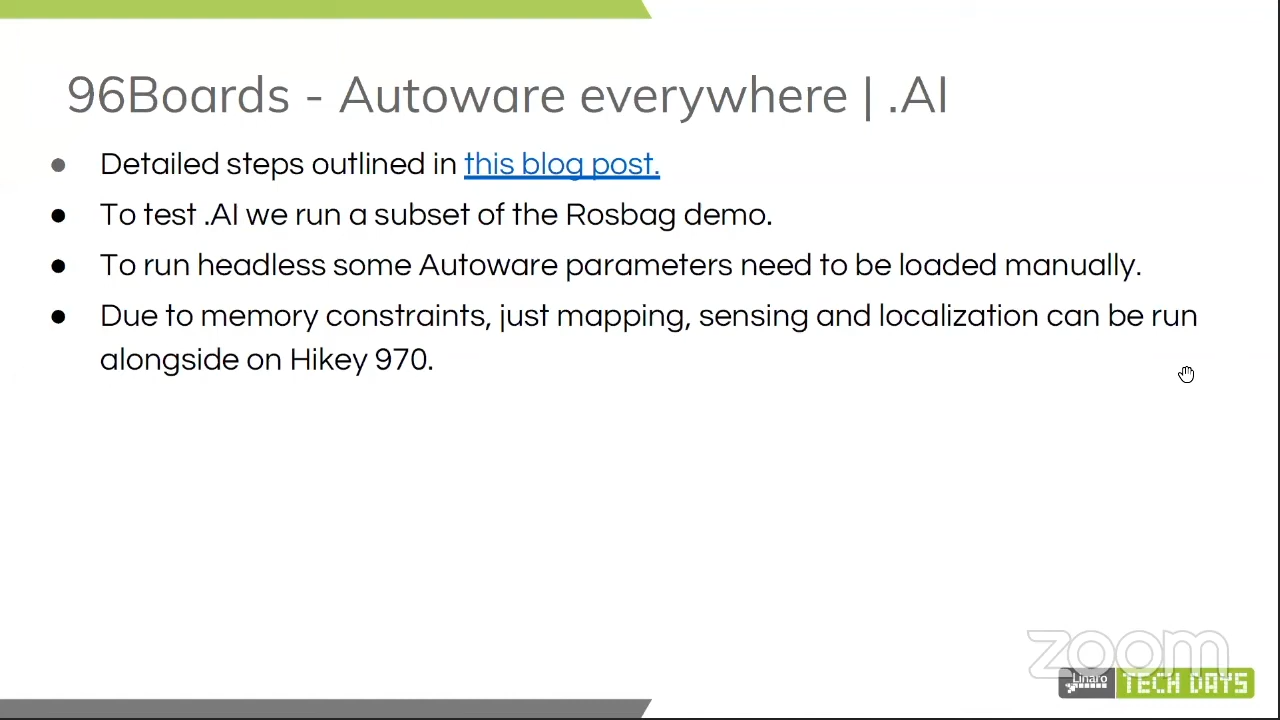 96Boards - Autoware everywhere | .AI
Detailed steps outlined in this blog post.
To test .AI we run a subset of the Rosbag demo.
To run headless some Autoware parameters need to be loaded manually.
Due to memory constraints, just mapping, sensing and localization can be run
alongside on Hikey 970.
zoom
Linaro TECH DAYS